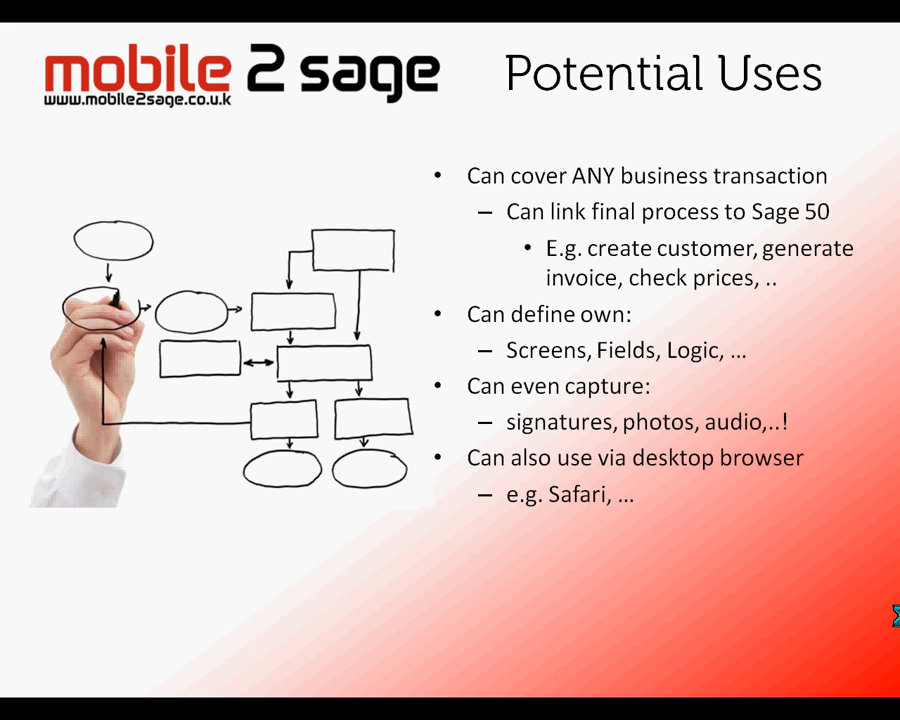 mobile 2 sage
www.mobile2sage.co.uk
Potential Uses
• Can cover ANY business transaction
– Can link final process to Sage 50
• E.g. create customer, generate
invoice, check prices, ..
• Can define own:
– Screens, Fields, Logic, ...
• Can even capture:
– signatures, photos, audio,..!
• Can also use via desktop browser
– e.g. Safari, ...